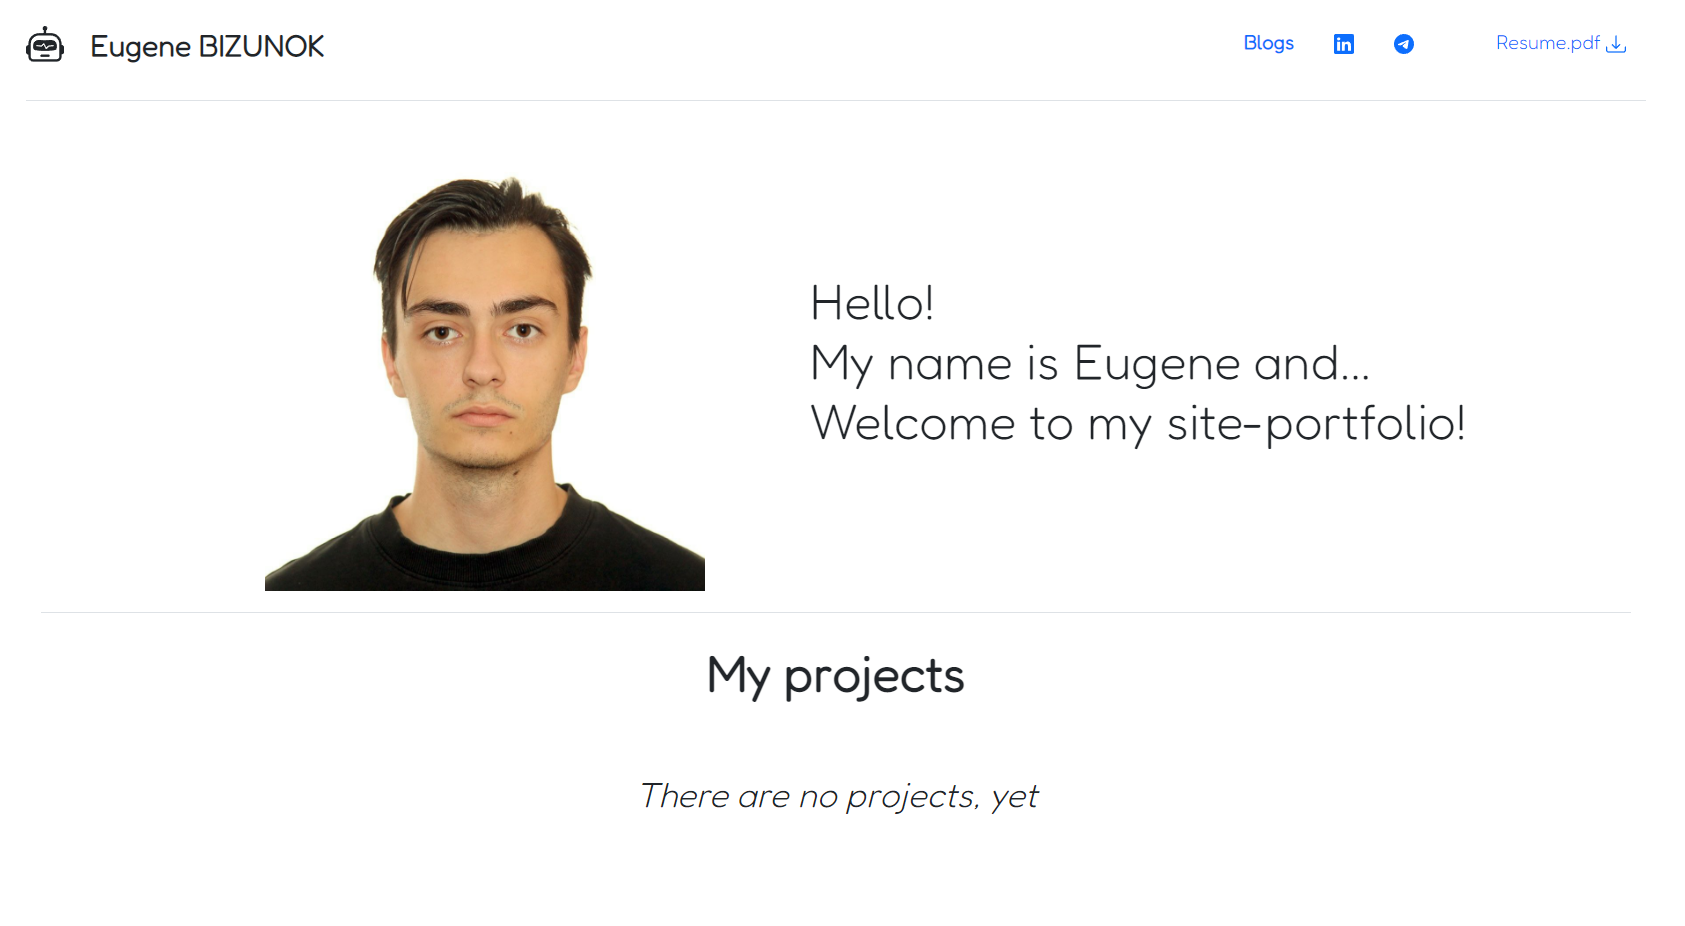 Eugene BIZUNOK
Blogs
Resume.pdf
Hello!
My name is Eugene and...
Welcome to my site-portfolio!
My projects
There are no projects, yet